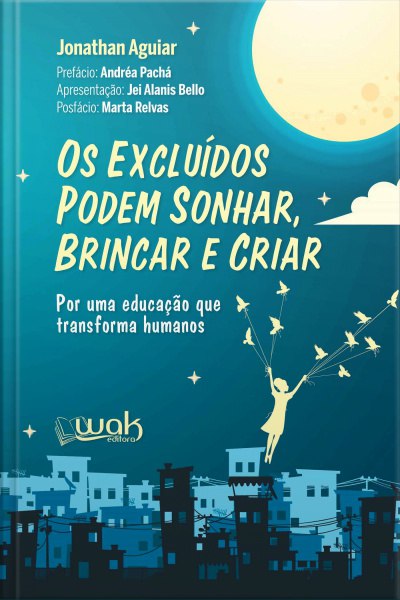 Jonathan Aguiar
Prefácio: Andréa Pachá
Apresentação: Jei Alanis Bello
Posfácio: Marta Relvas
Os Excluídos
Podem Sonhar,
Brincar e Criar
Por uma educação que
transforma humanos
wak
editora